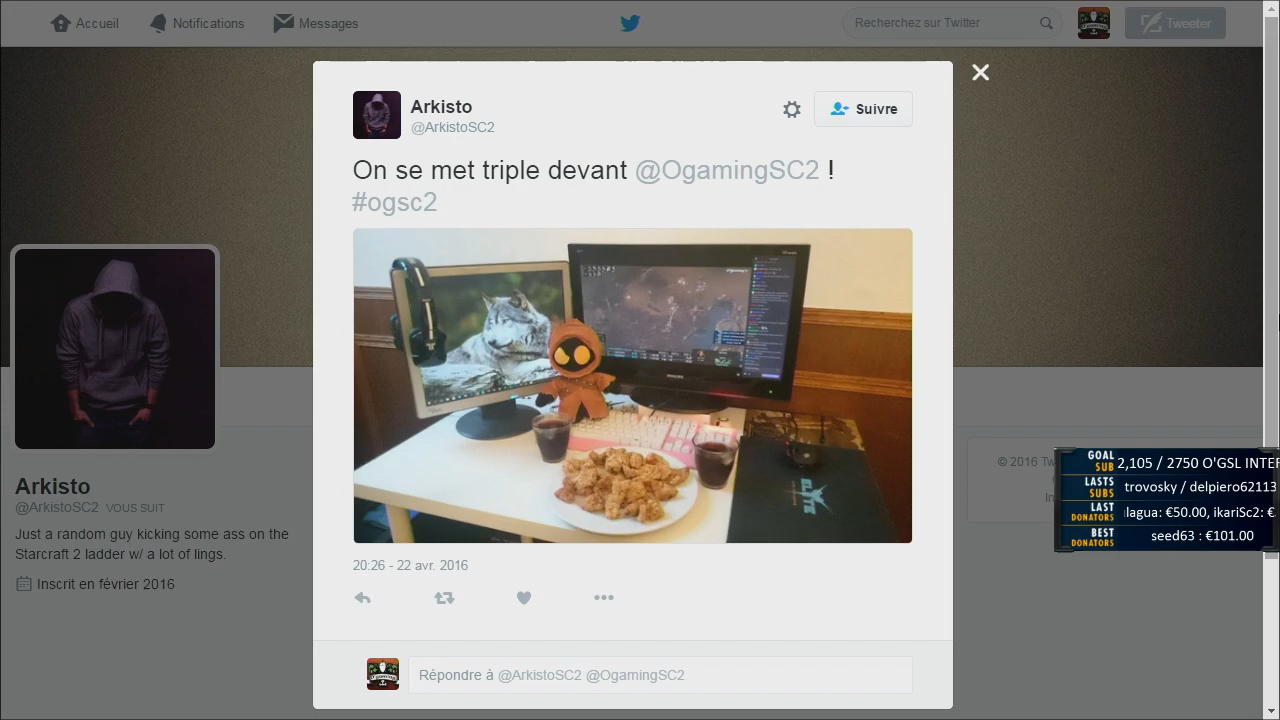 Accueil
Notifications
Messages
Recherchez sur Twitter
Tweeter
Arkisto
@ArkistoSC2
Suivre
On se met triple devant @OgamingSC2 !
#ogsc2
20:26 - 22 avr. 2016
Répondre à @ArkistoSC2 @OgamingSC2
Arkisto
@ArkistoSC2 VOUS SUIT
Just a random guy kicking some ass on the
Starcraft 2 ladder w/ a lot of lings.
Inscrit en février 2016
© 2016
GOAL SUB 2,105 / 2750 O'GSL INTER
LASTS SUBS trovosky / delpiero62113
LAST DONATORS lagua: €50.00, ikariSc2: €
BEST DONATORS seed63 : €101.00